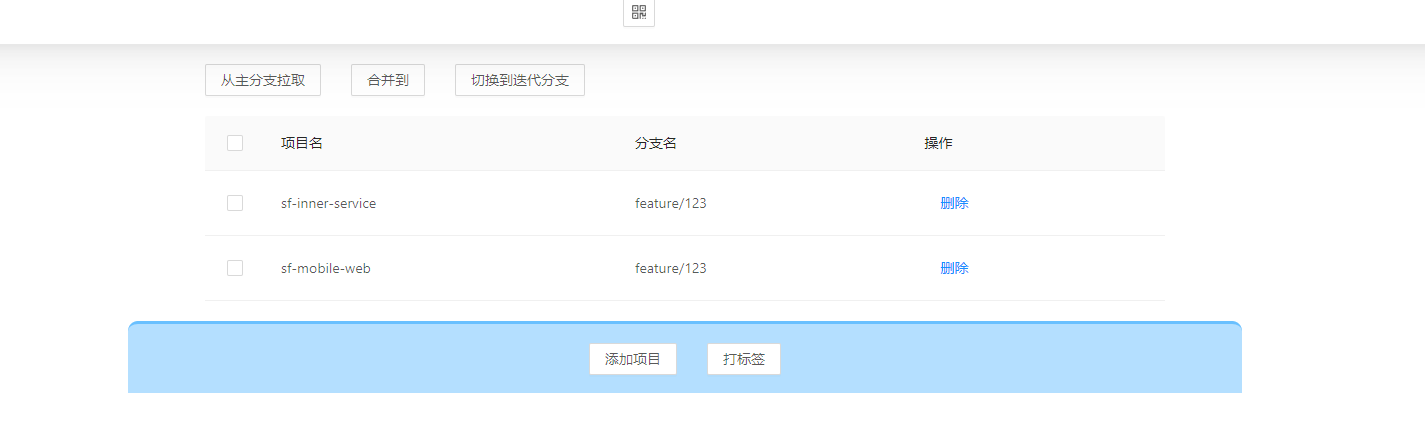 从主分支拉取 合并到 切换到迭代分支
项目名 分支名 操作
sf-inner-service feature/123 删除
sf-mobile-web feature/123 删除
添加项目 打标签